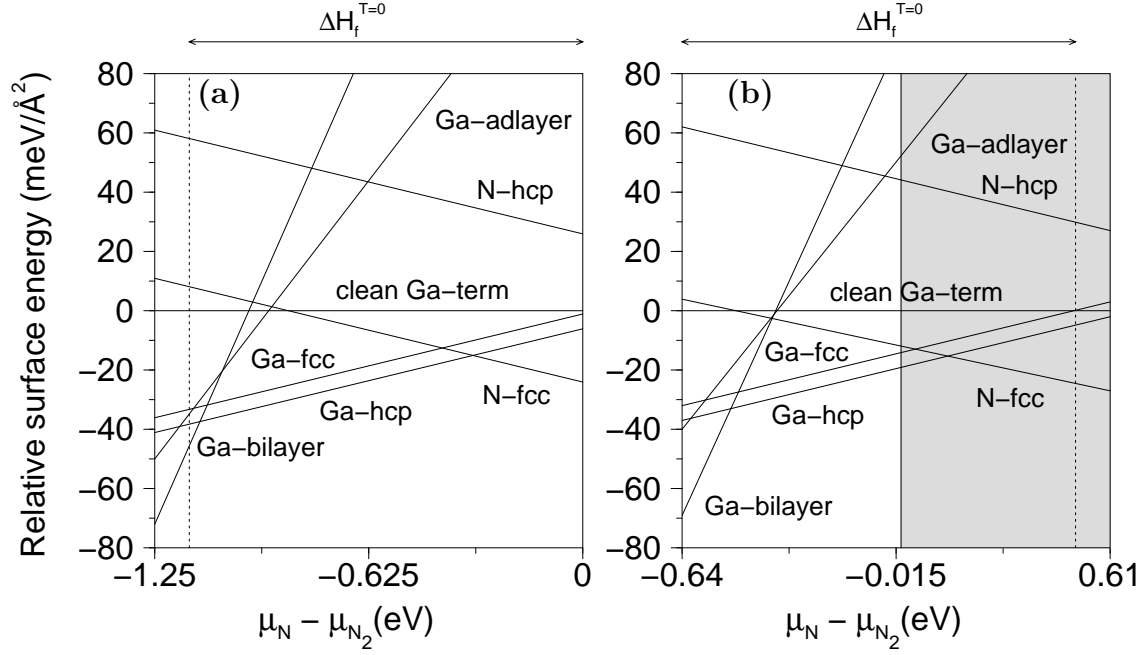 ΔH_f^{T=0}
ΔH_f^{T=0}
Relative surface energy (meV/Å²)
80
60
40
20
0
−20
−40
−60
−80
(a)
Ga−adlayer
N−hcp
clean Ga−term
Ga−fcc
N−fcc
Ga−hcp
Ga−bilayer
−1.25
−0.625
0
μ_N − μ_{N_2}(eV)
80
60
40
20
0
−20
−40
−60
−80
(b)
Ga−adlayer
N−hcp
clean Ga−term
Ga−fcc
Ga−hcp
N−fcc
Ga−bilayer
−0.64
−0.015
0.61
μ_N − μ_{N_2}(eV)